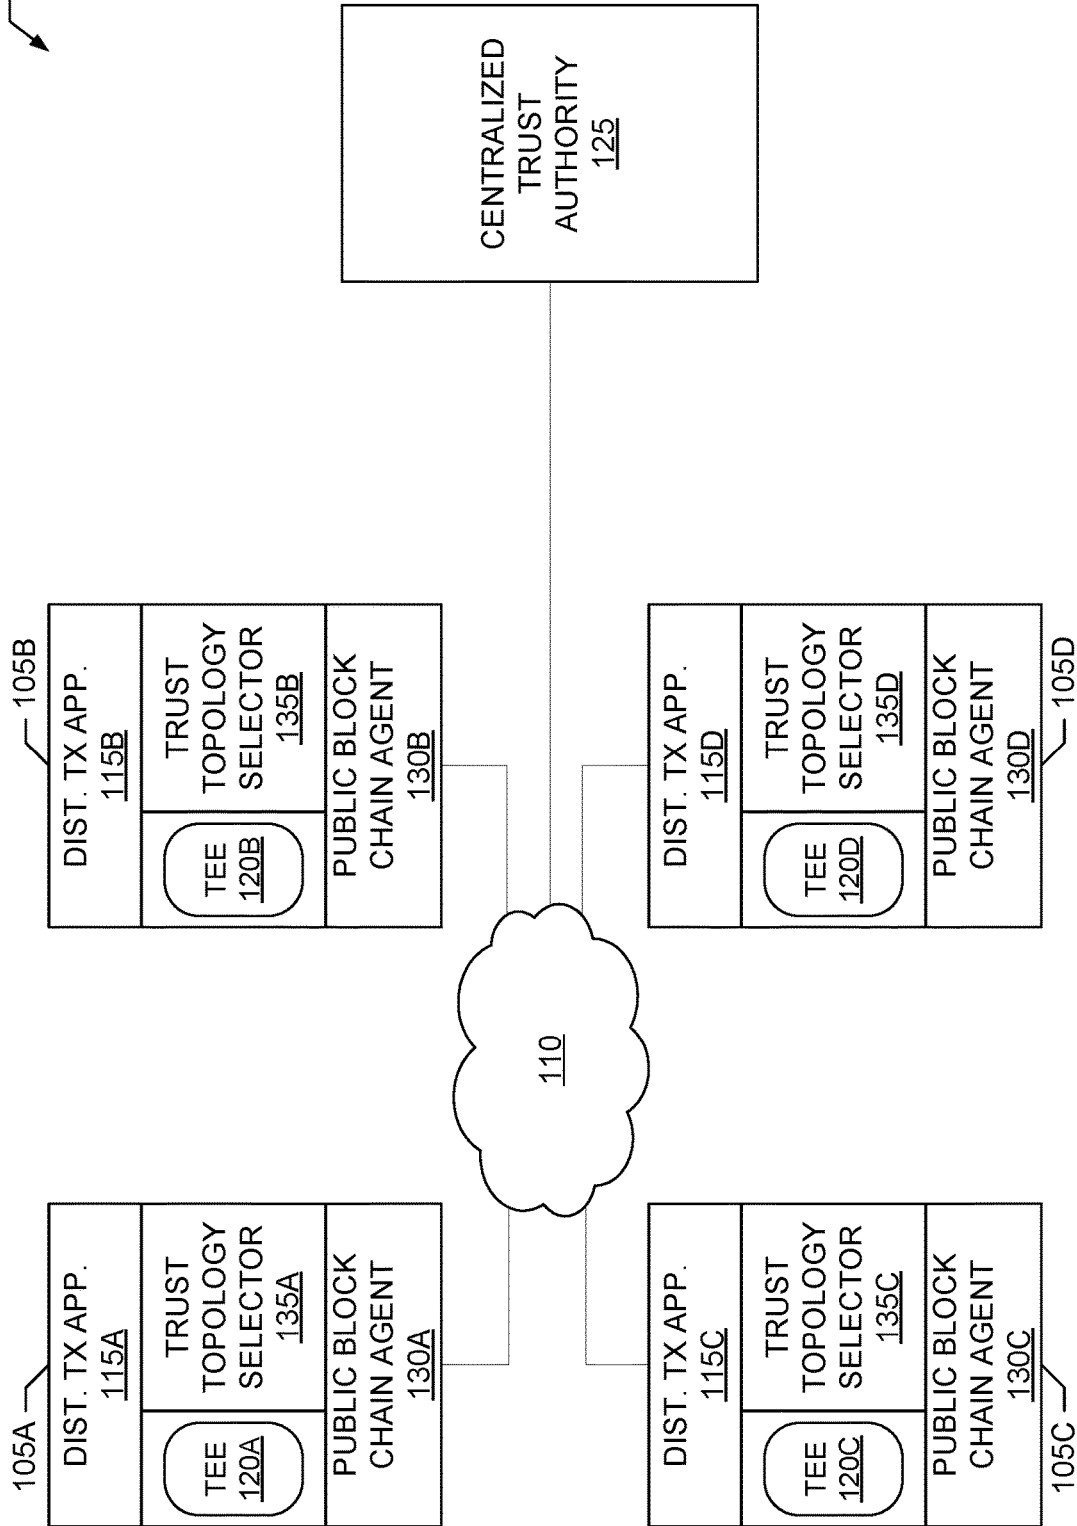 105A
DIST. TX APP.
115A
TEE
120A
TRUST
TOPOLOGY
SELECTOR
135A
PUBLIC BLOCK
CHAIN AGENT
130A
105B
DIST. TX APP.
115B
TEE
120B
TRUST
TOPOLOGY
SELECTOR
135B
PUBLIC BLOCK
CHAIN AGENT
130B
110
CENTRALIZED
TRUST
AUTHORITY
125
DIST. TX APP.
115C
TEE
120C
TRUST
TOPOLOGY
SELECTOR
135C
PUBLIC BLOCK
CHAIN AGENT
130C
105C
DIST. TX APP.
115D
TEE
120D
TRUST
TOPOLOGY
SELECTOR
135D
PUBLIC BLOCK
CHAIN AGENT
130D
105D